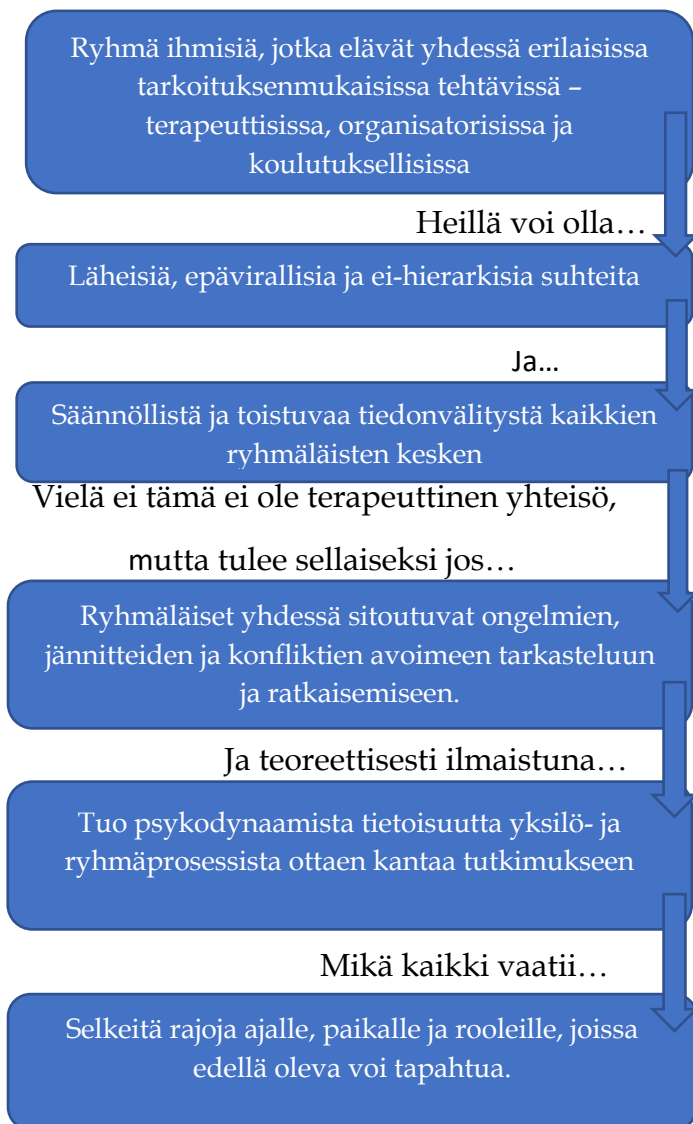 Ryhmä ihmisiä, jotka elävät yhdessä erilaisissa
tarkoituksenmukaisissa tehtävissä –
terapeuttisissa, organisatorisissa ja
koulutuksellisissa
Heillä voi olla…
Läheisiä, epävirallisia ja ei-hierarkisia suhteita
Ja…
Säännöllistä ja toistuvaa tiedonvälitystä kaikkien
ryhmäläisten kesken
Vielä ei tämä ei ole terapeuttinen yhteisö,
mutta tulee sellaiseksi jos…
Ryhmäläiset yhdessä sitoutuvat ongelmien,
jännitteiden ja konfliktien avoimeen tarkasteluun
ja ratkaisemiseen.
Ja teoreettisesti ilmaistuna…
Tuo psykodynaamista tietoisuutta yksilö- ja
ryhmäprosessista ottaen kantaa tutkimukseen
Mikä kaikki vaatii…
Selkeitä rajoja ajalle, paikalle ja rooleille, joissa
edellä oleva voi tapahtua.